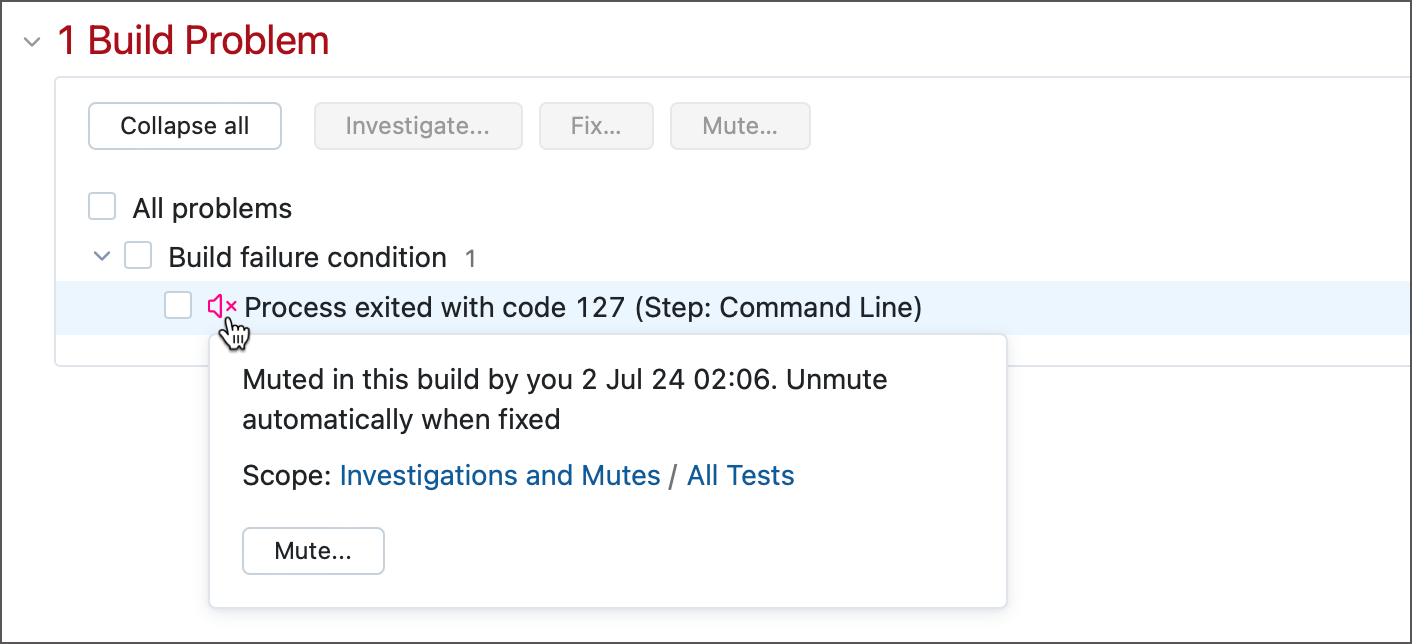 1 Build Problem
Collapse all Investigate... Fix... Mute...
All problems
Build failure condition 1
Process exited with code 127 (Step: Command Line)
Muted in this build by you 2 Jul 24 02:06. Unmute
automatically when fixed
Scope: Investigations and Mutes / All Tests
Mute...